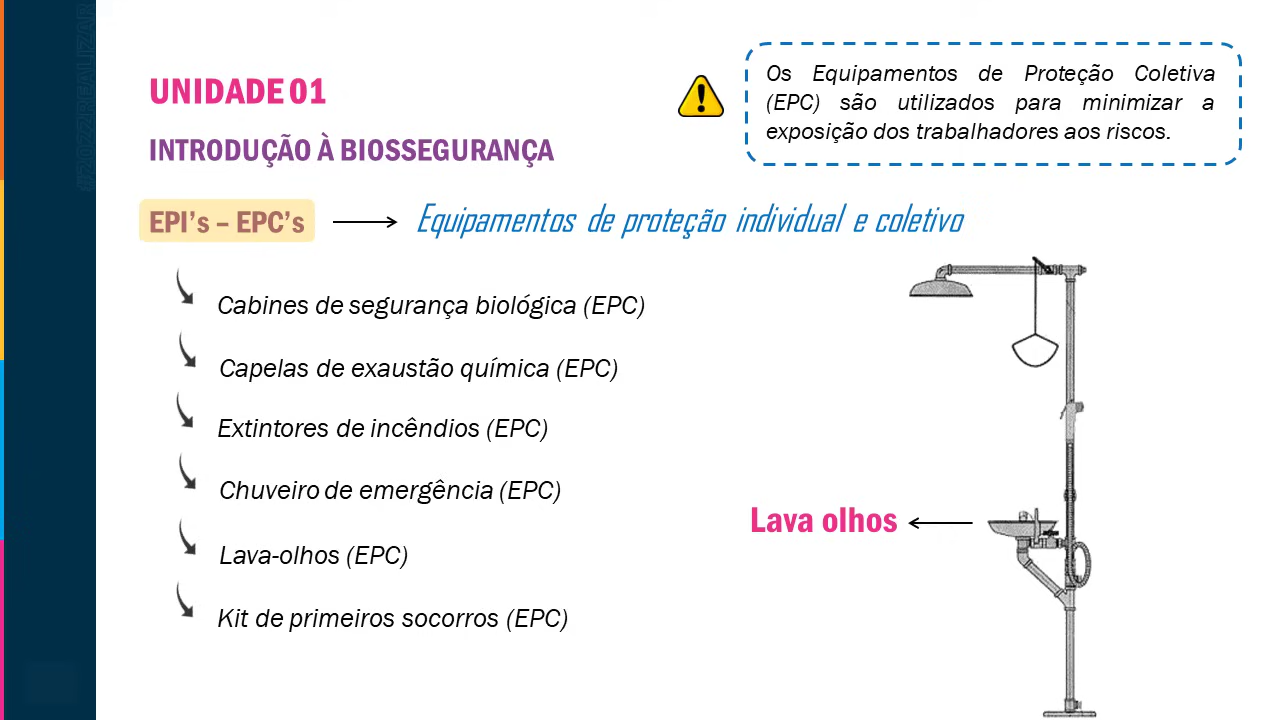 #2022REALIZAR
UNIDADE 01
INTRODUÇÃO À BIOSSEGURANÇA
Os Equipamentos de Proteção Coletiva
(EPC) são utilizados para minimizar a
exposição dos trabalhadores aos riscos.
EPI’s – EPC’s
Equipamentos de proteção individual e coletivo
Cabines de segurança biológica (EPC)
Capelas de exaustão química (EPC)
Extintores de incêndios (EPC)
Chuveiro de emergência (EPC)
Lava-olhos (EPC)
Kit de primeiros socorros (EPC)
Lava olhos